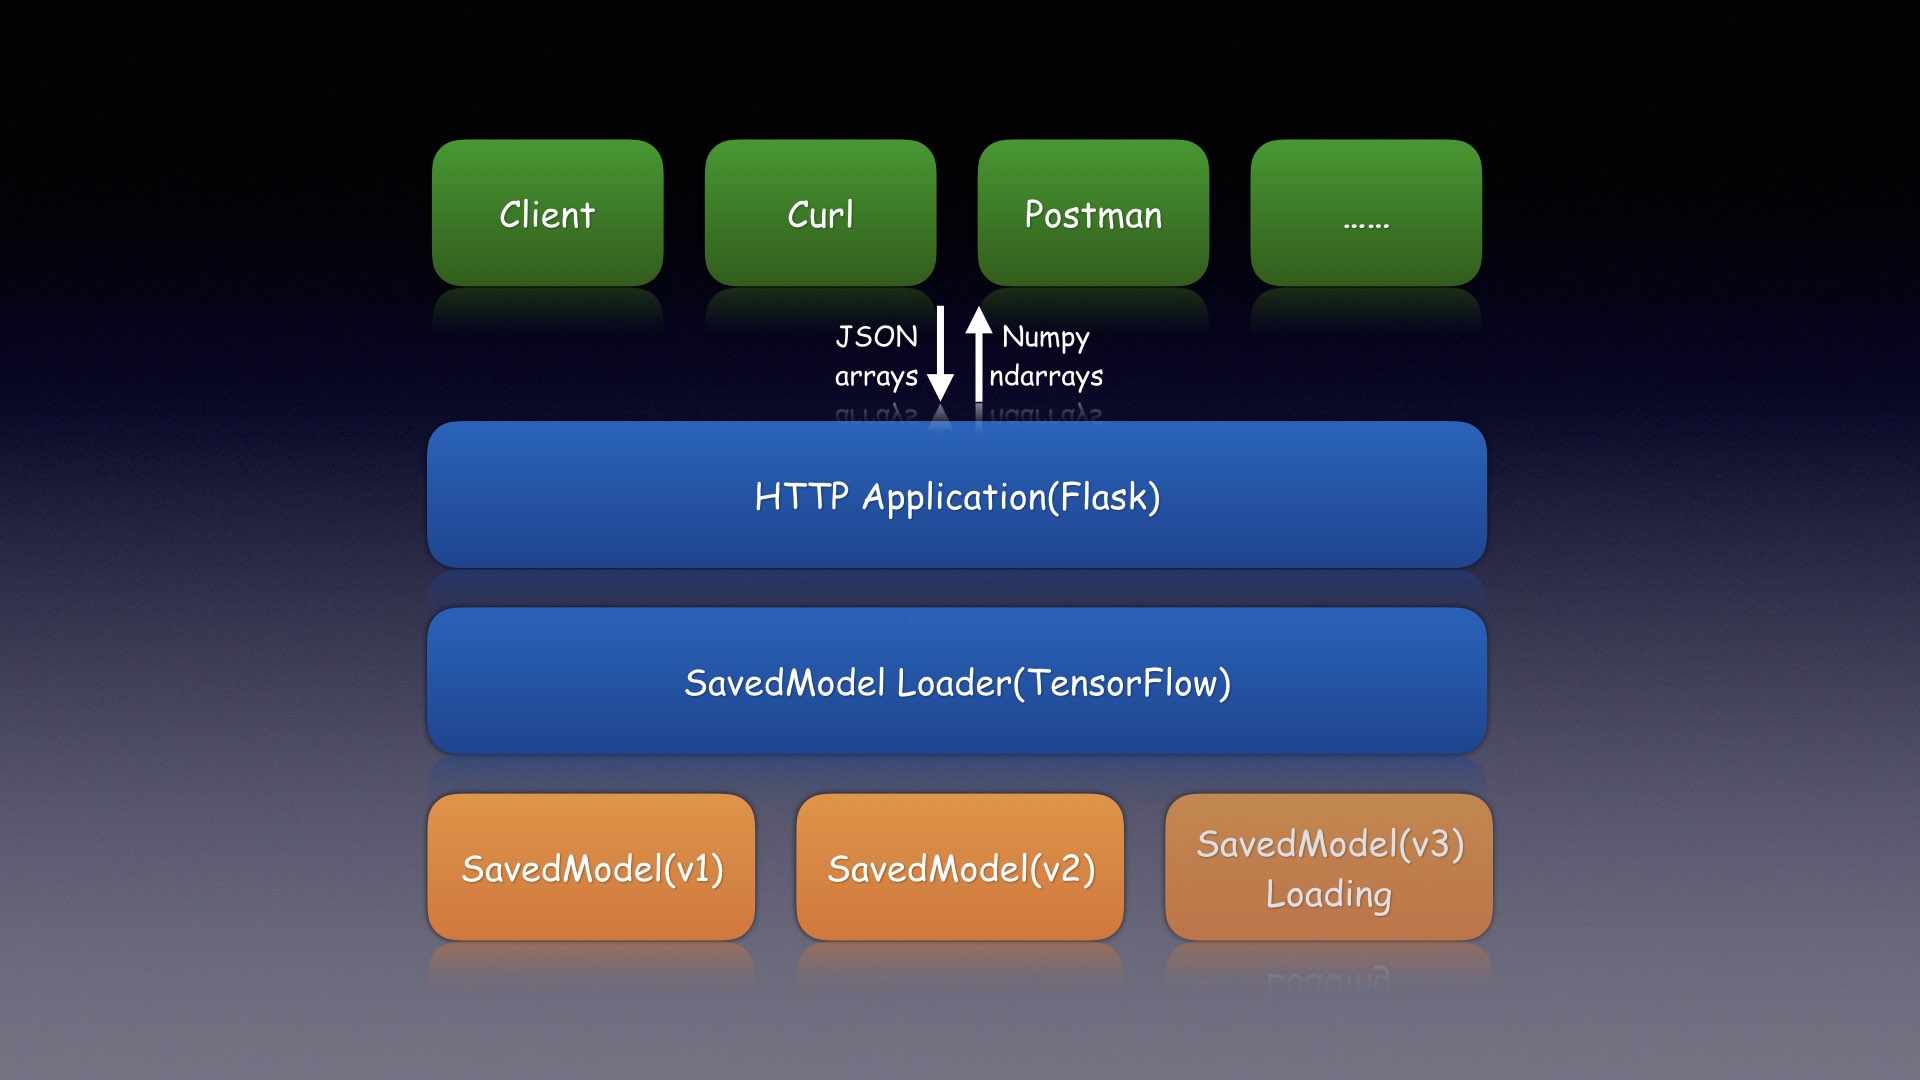 Client
Curl
Postman
......
JSON
arrays
Numpy
ndarrays
HTTP Application(Flask)
SavedModel Loader(TensorFlow)
SavedModel(v1)
SavedModel(v2)
SavedModel(v3)
Loading